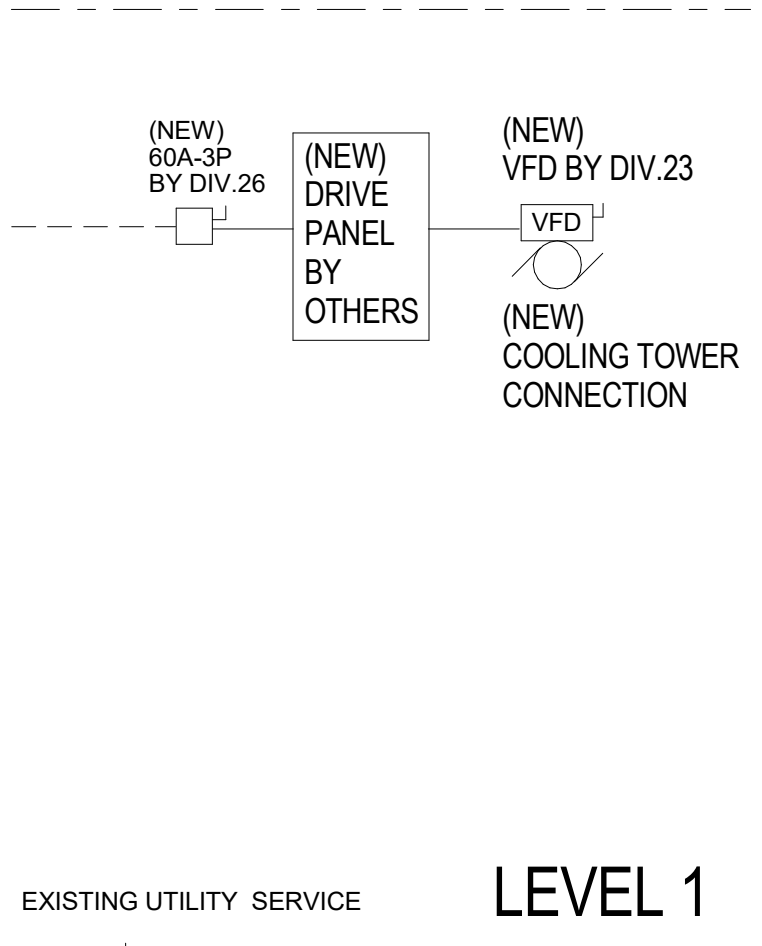 (NEW)
60A-3P
BY DIV.26
(NEW)
DRIVE
PANEL
BY
OTHERS
(NEW)
VFD BY DIV.23
VFD
(NEW)
COOLING TOWER
CONNECTION
EXISTING UTILITY SERVICE
LEVEL 1